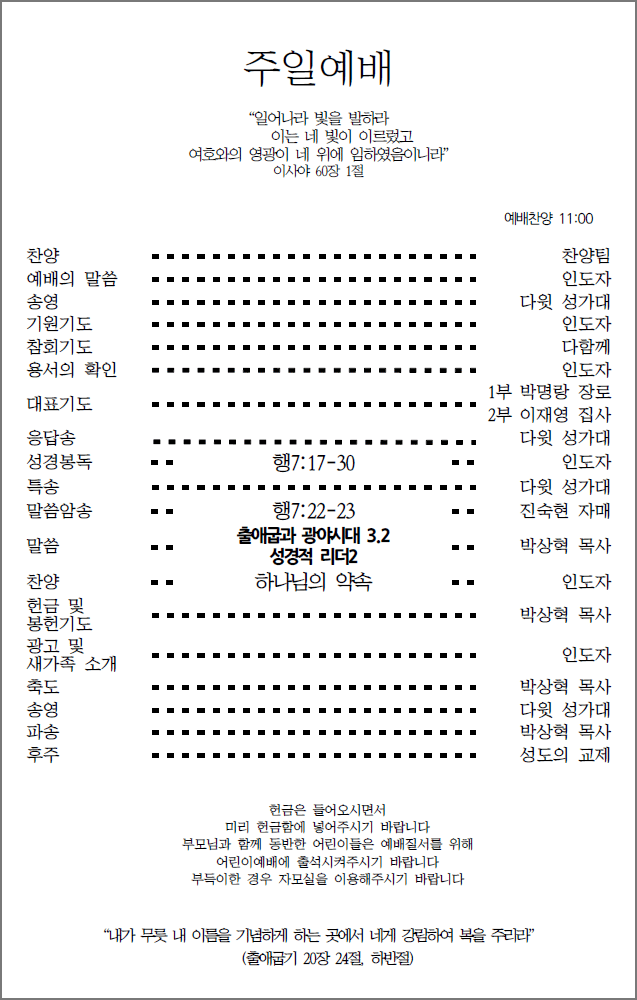 주일예배
“일어나라 빛을 발하라
이는 네 빛이 이르렀고
여호와의 영광이 네 위에 임하였음이니라”
이사야 60장 1절
예배찬양 11:00
찬양 찬양팀
예배의 말씀 인도자
송영 다윗 성가대
기원기도 인도자
참회기도 다함께
용서의 확인 인도자
대표기도 1부 박명랑 장로
2부 이재영 집사
응답송 다윗 성가대
성경봉독 행7:17-30 인도자
특송 다윗 성가대
말씀암송 행7:22-23 진숙현 자매
말씀 출애굽과 광야시대 3.2 박상혁 목사
성경적 리더2
찬양 하나님의 약속 인도자
헌금 및
봉헌기도 박상혁 목사
광고 및
새가족 소개 인도자
축도 박상혁 목사
송영 다윗 성가대
파송 박상혁 목사
후주 성도의 교제
헌금은 들어오시면서
미리 헌금함에 넣어주시기 바랍니다
부모님과 함께 동반한 어린이들은 예배질서를 위해
어린이예배에 출석시켜주시기 바랍니다
부득이한 경우 자모실을 이용해주시기 바랍니다
“내가 무릇 내 이름을 기념하게 하는 곳에서 네게 강림하여 복을 주리라”
(출애굽기 20장 24절, 하반절)